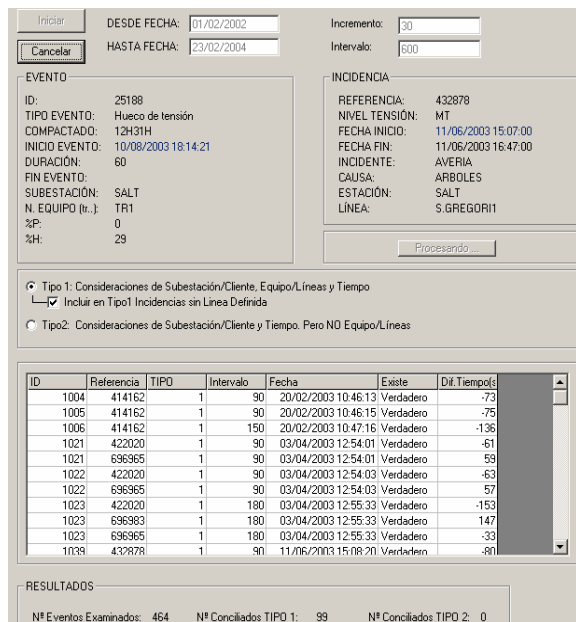 Iniciar DESDE FECHA: 01/02/2002 Incremento: 30
Cancelar HASTA FECHA: 23/02/2004 Intervalo: 600
EVENTO
ID: 25188
TIPO EVENTO: Hueco de tensión
COMPACTADO: 12H31H
INICIO EVENTO: 10/08/2003 18:14:21
DURACIÓN: 60
FIN EVENTO:
SUBESTACIÓN: SALT
N. EQUIPO (tr..): TR1
%P: 0
%H: 29
INCIDENCIA
REFERENCIA: 432878
NIVEL TENSIÓN: MT
FECHA INICIO: 11/06/2003 15:07:00
FECHA FIN: 11/06/2003 16:47:00
INCIDENTE: AVERIA
CAUSA: ARBOLES
ESTACIÓN: SALT
LÍNEA: S.GREGORI1
Procesando ...
Tipo 1: Consideraciones de Subestación/Cliente, Equipo/Líneas y Tiempo
Incluir en Tipo1 Incidencias sin Linea Definida
Tipo2: Consideraciones de Subestación/Cliente y Tiempo. Pero NO Equipo/Líneas
ID Referencia TIPO Intervalo Fecha Existe Dif.Tiempo(s
1004 414162 1 90 20/02/2003 10:46:13 Verdadero -73
1005 414162 1 90 20/02/2003 10:46:15 Verdadero -75
1006 414162 1 150 20/02/2003 10:47:16 Verdadero -136
1021 422020 1 90 03/04/2003 12:54:01 Verdadero -61
1021 696965 1 90 03/04/2003 12:54:01 Verdadero 59
1022 422020 1 90 03/04/2003 12:54:03 Verdadero -63
1022 696965 1 90 03/04/2003 12:54:03 Verdadero 57
1023 422020 1 180 03/04/2003 12:55:33 Verdadero -153
1023 696983 1 180 03/04/2003 12:55:33 Verdadero 147
1023 696965 1 180 03/04/2003 12:55:33 Verdadero -33
1039 432878 1 90 11/06/2003 15:08:20 Verdadero -80
RESULTADOS
Nº Eventos Examinados: 464 Nº Conciliados TIPO 1: 99 Nº Conciliados TIPO 2: 0